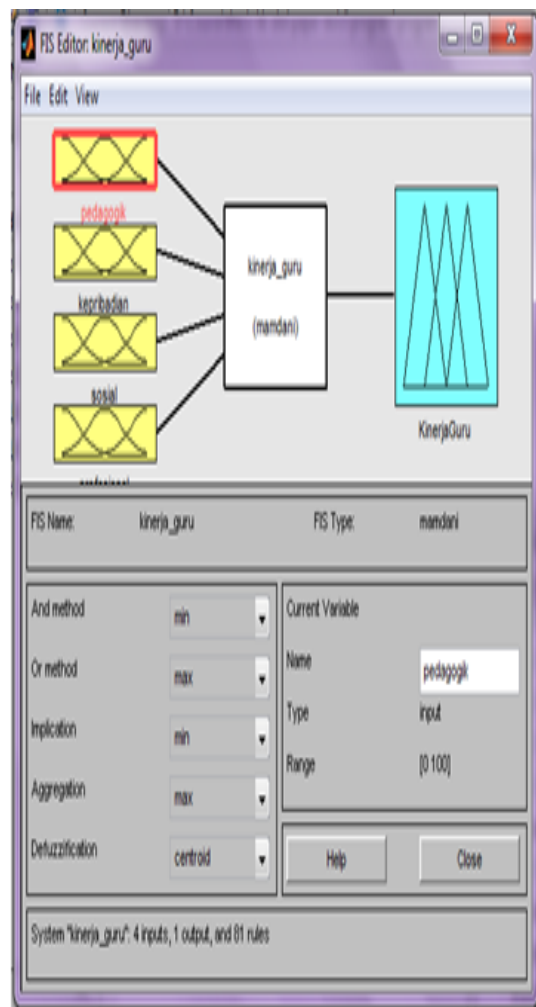 FIS Editor: kinerja_guru
File Edit View
pedagogik
kepribadian
sosial
kinerja_guru
(mamdani)
KinerjaGuru
FIS Name: kinerja_guru FIS Type: mamdani
And method min
Or method max
Implication min
Aggregation max
Defuzzification centroid
Current Variable
Name pedagogik
Type input
Range [0 100]
Help Close
System "kinerja_guru": 4 inputs, 1 output, and 81 rules